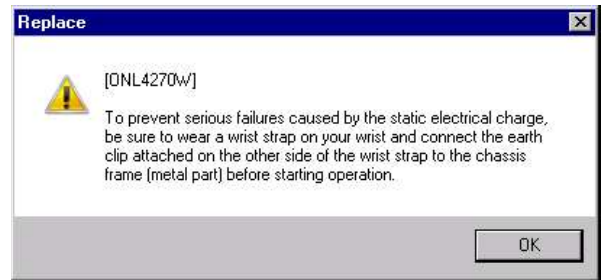 Replace
[ONL4270W]
To prevent serious failures caused by the static electrical charge,
be sure to wear a wrist strap on your wrist and connect the earth
clip attached on the other side of the wrist strap to the chassis
frame (metal part) before starting operation.
OK